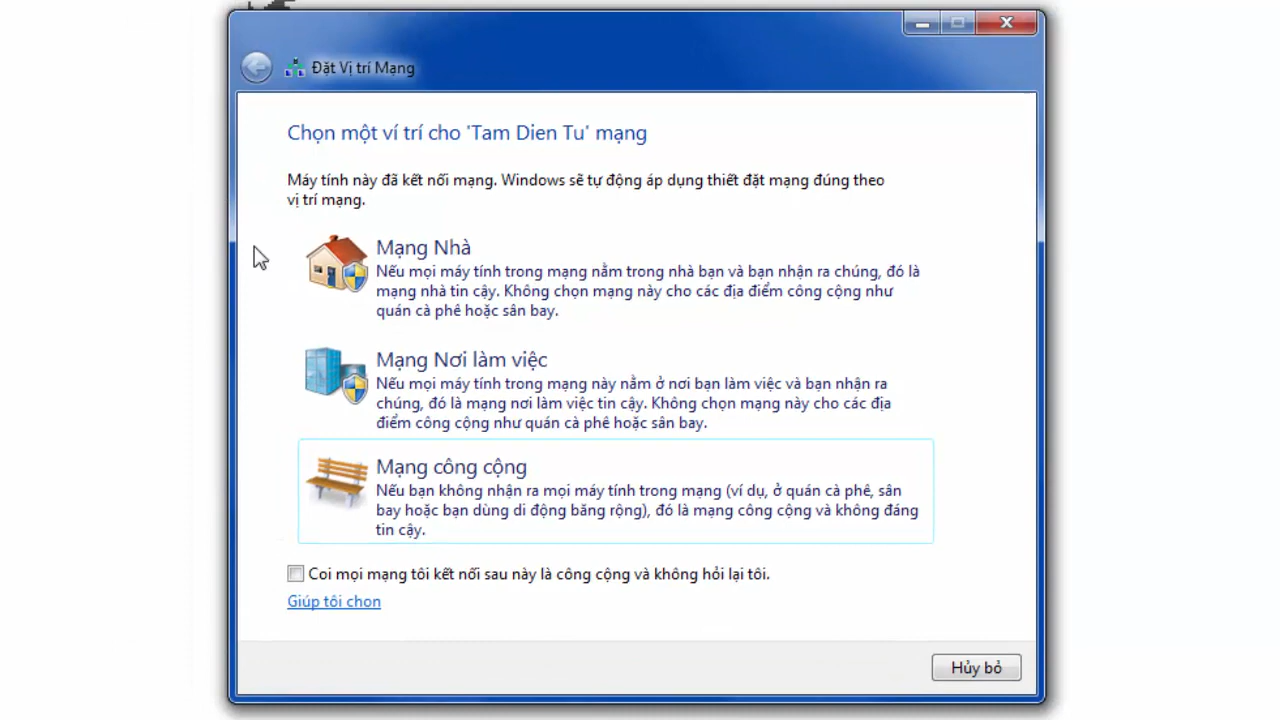 Đặt Vị trí Mạng
Chọn một ví trí cho 'Tam Dien Tu' mạng
Máy tính này đã kết nối mạng. Windows sẽ tự động áp dụng thiết đặt mạng đúng theo
vị trí mạng.
Mạng Nhà
Nếu mọi máy tính trong mạng nằm trong nhà bạn và bạn nhận ra chúng, đó là
mạng nhà tin cậy. Không chọn mạng này cho các địa điểm công cộng như
quán cà phê hoặc sân bay.
Mạng Nơi làm việc
Nếu mọi máy tính trong mạng này nằm ở nơi bạn làm việc và bạn nhận ra
chúng, đó là mạng nơi làm việc tin cậy. Không chọn mạng này cho các địa
điểm công cộng như quán cà phê hoặc sân bay.
Mạng công cộng
Nếu bạn không nhận ra mọi máy tính trong mạng (ví dụ, ở quán cà phê, sân
bay hoặc bạn dùng di động băng rộng), đó là mạng công cộng và không đáng
tin cậy.
Coi mọi mạng tôi kết nối sau này là công cộng và không hỏi lại tôi.
Giúp tôi chọn
Hủy bỏ